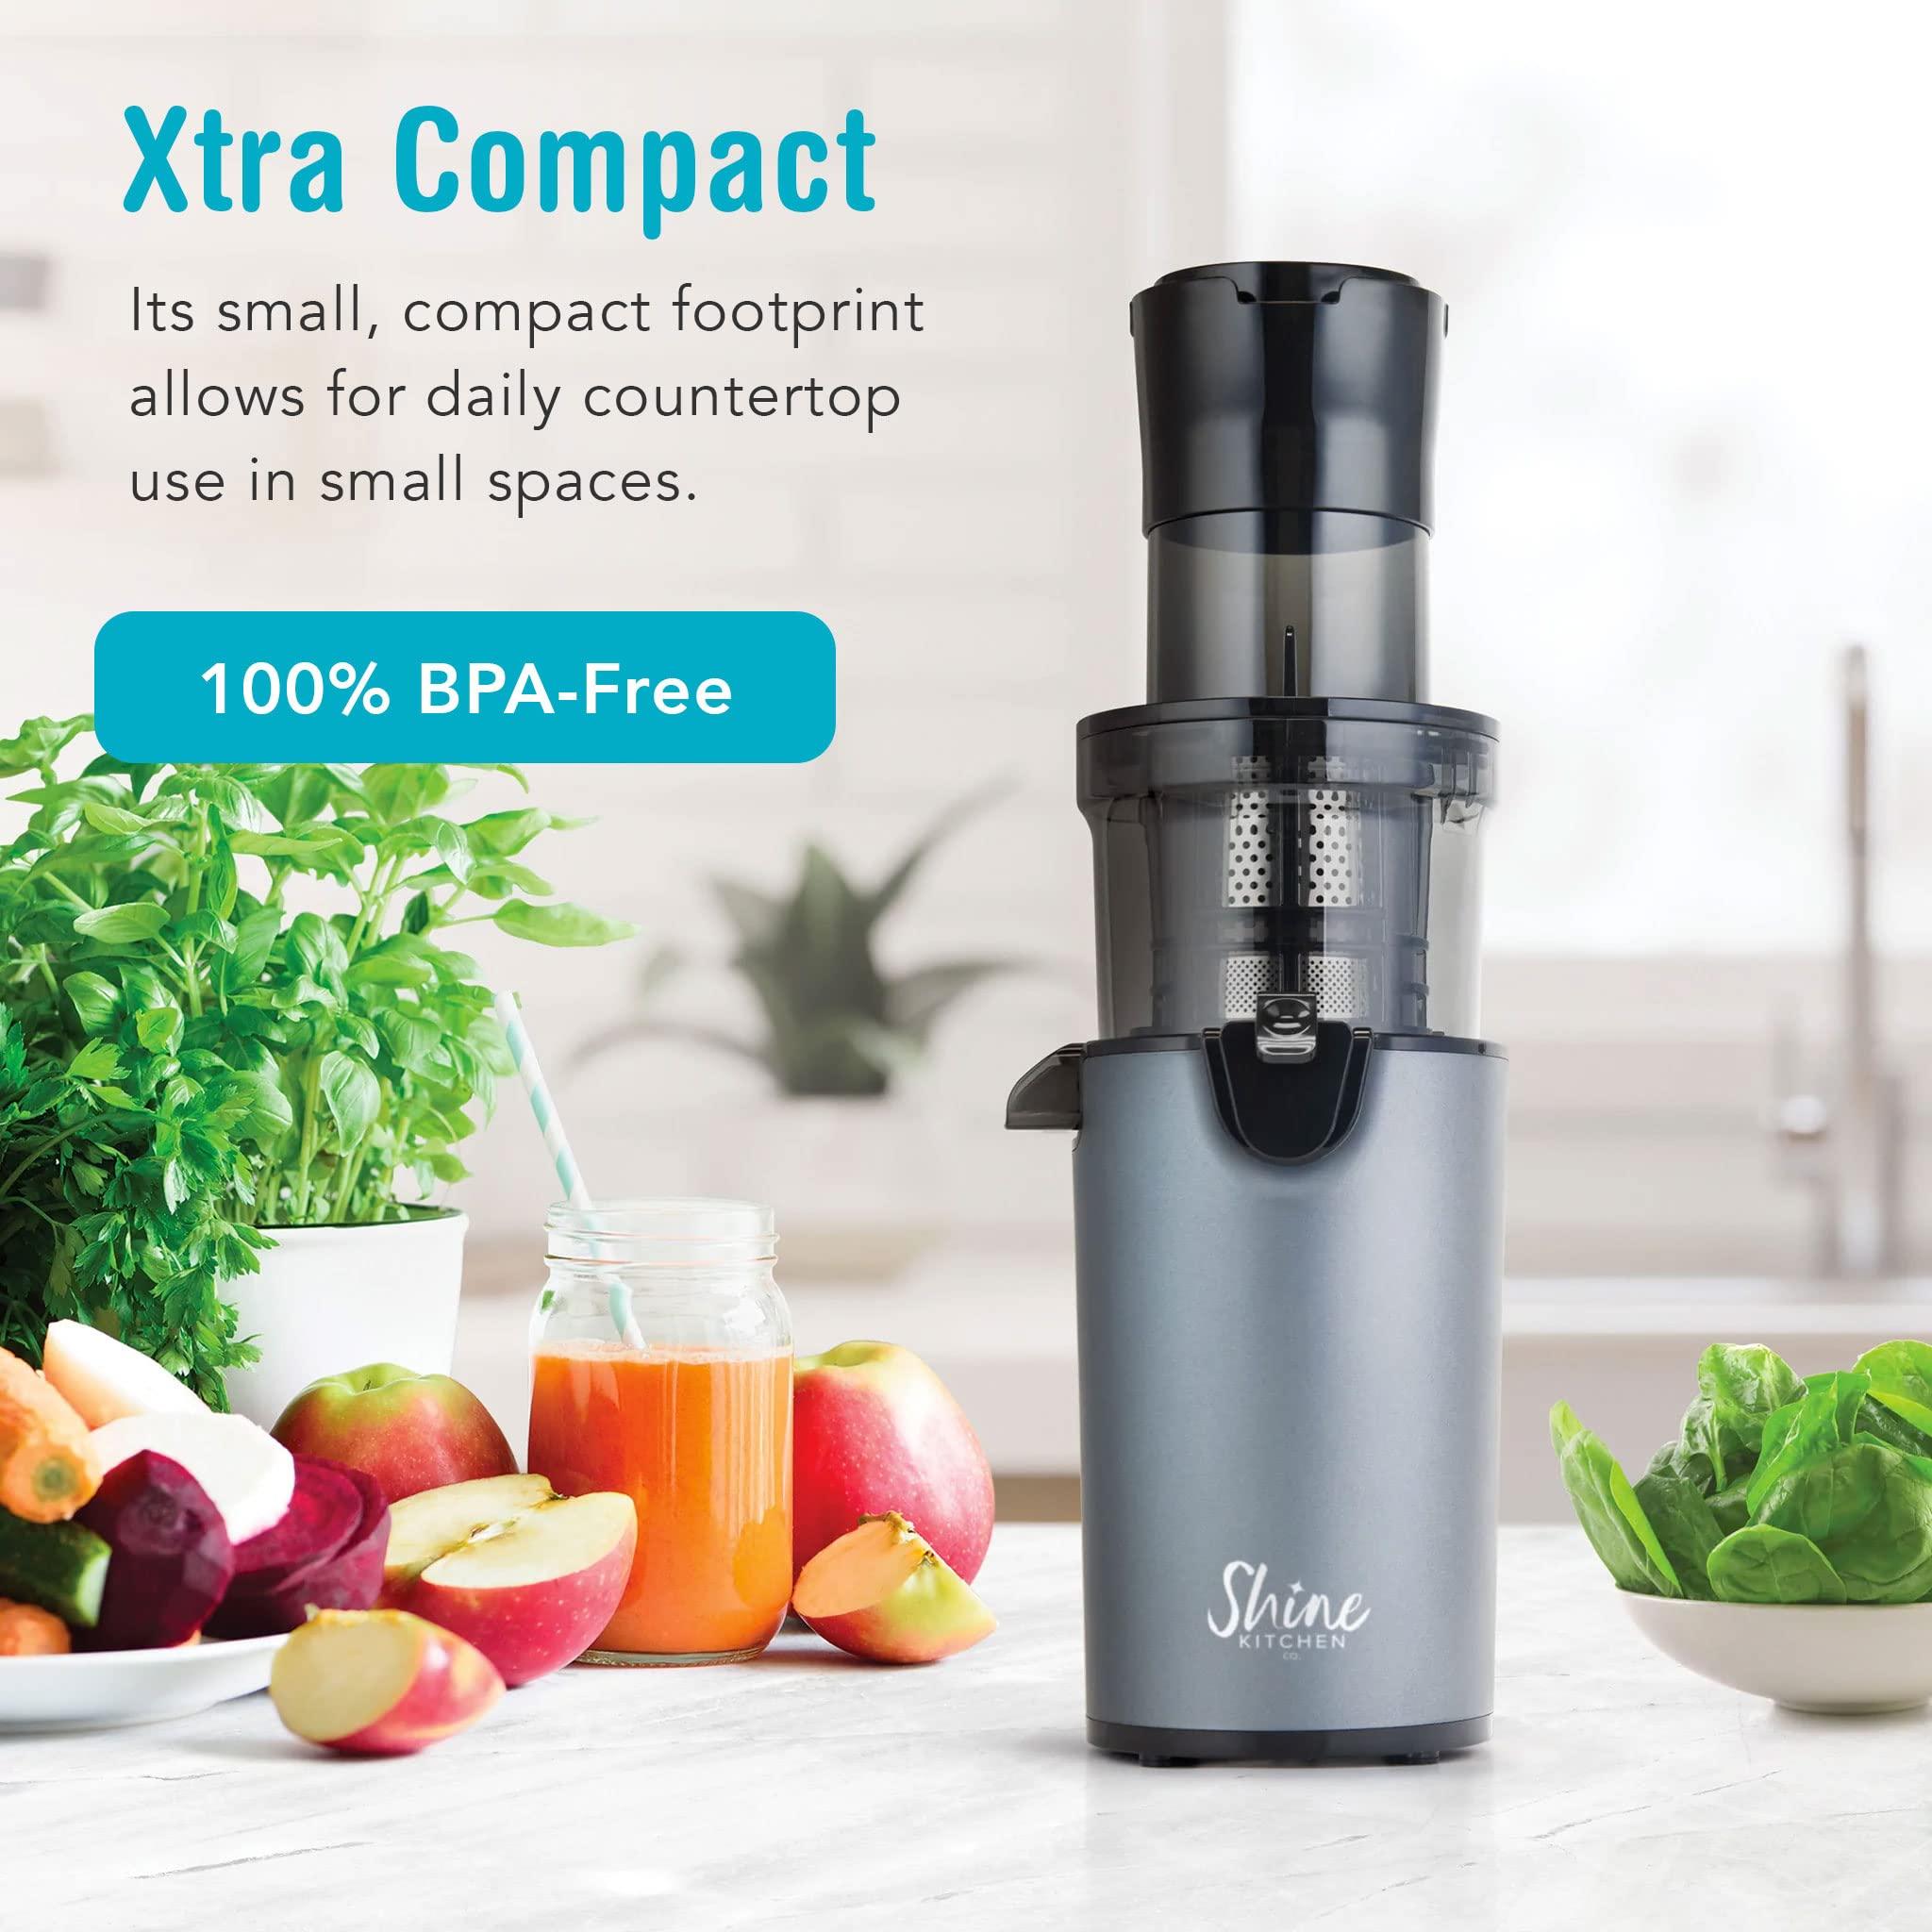 Xtra Compact
Its small, compact footprint
allows for daily countertop
use in small spaces.
100% BPA-Free
Shine
KITCHEN
CO.